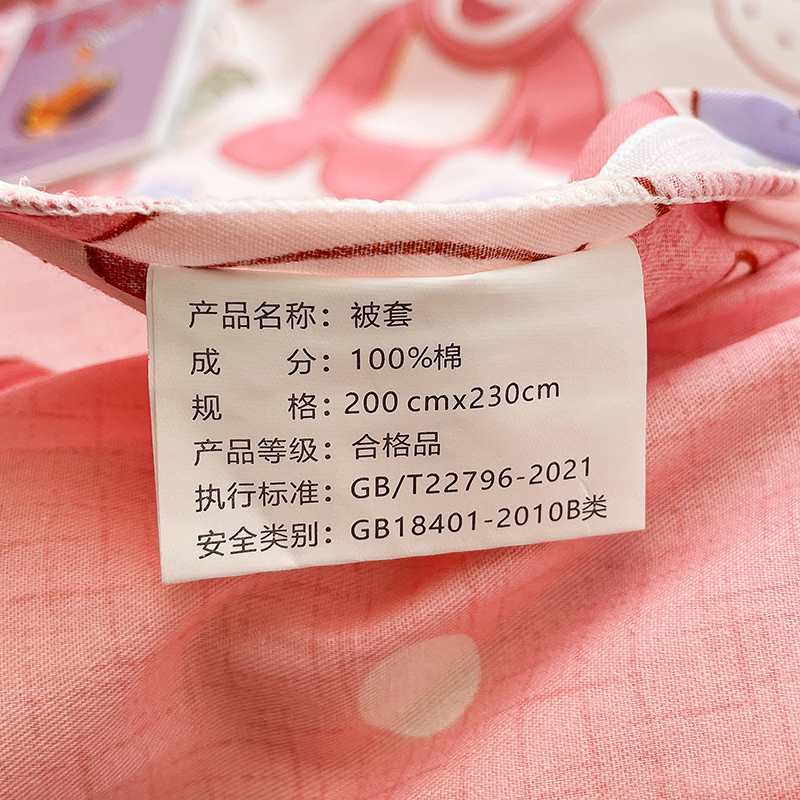 产品名称：被套
成分：100%棉
规格：200 cmx230cm
产品等级：合格品
执行标准：GB/T22796-2021
安全类别：GB18401-2010B类